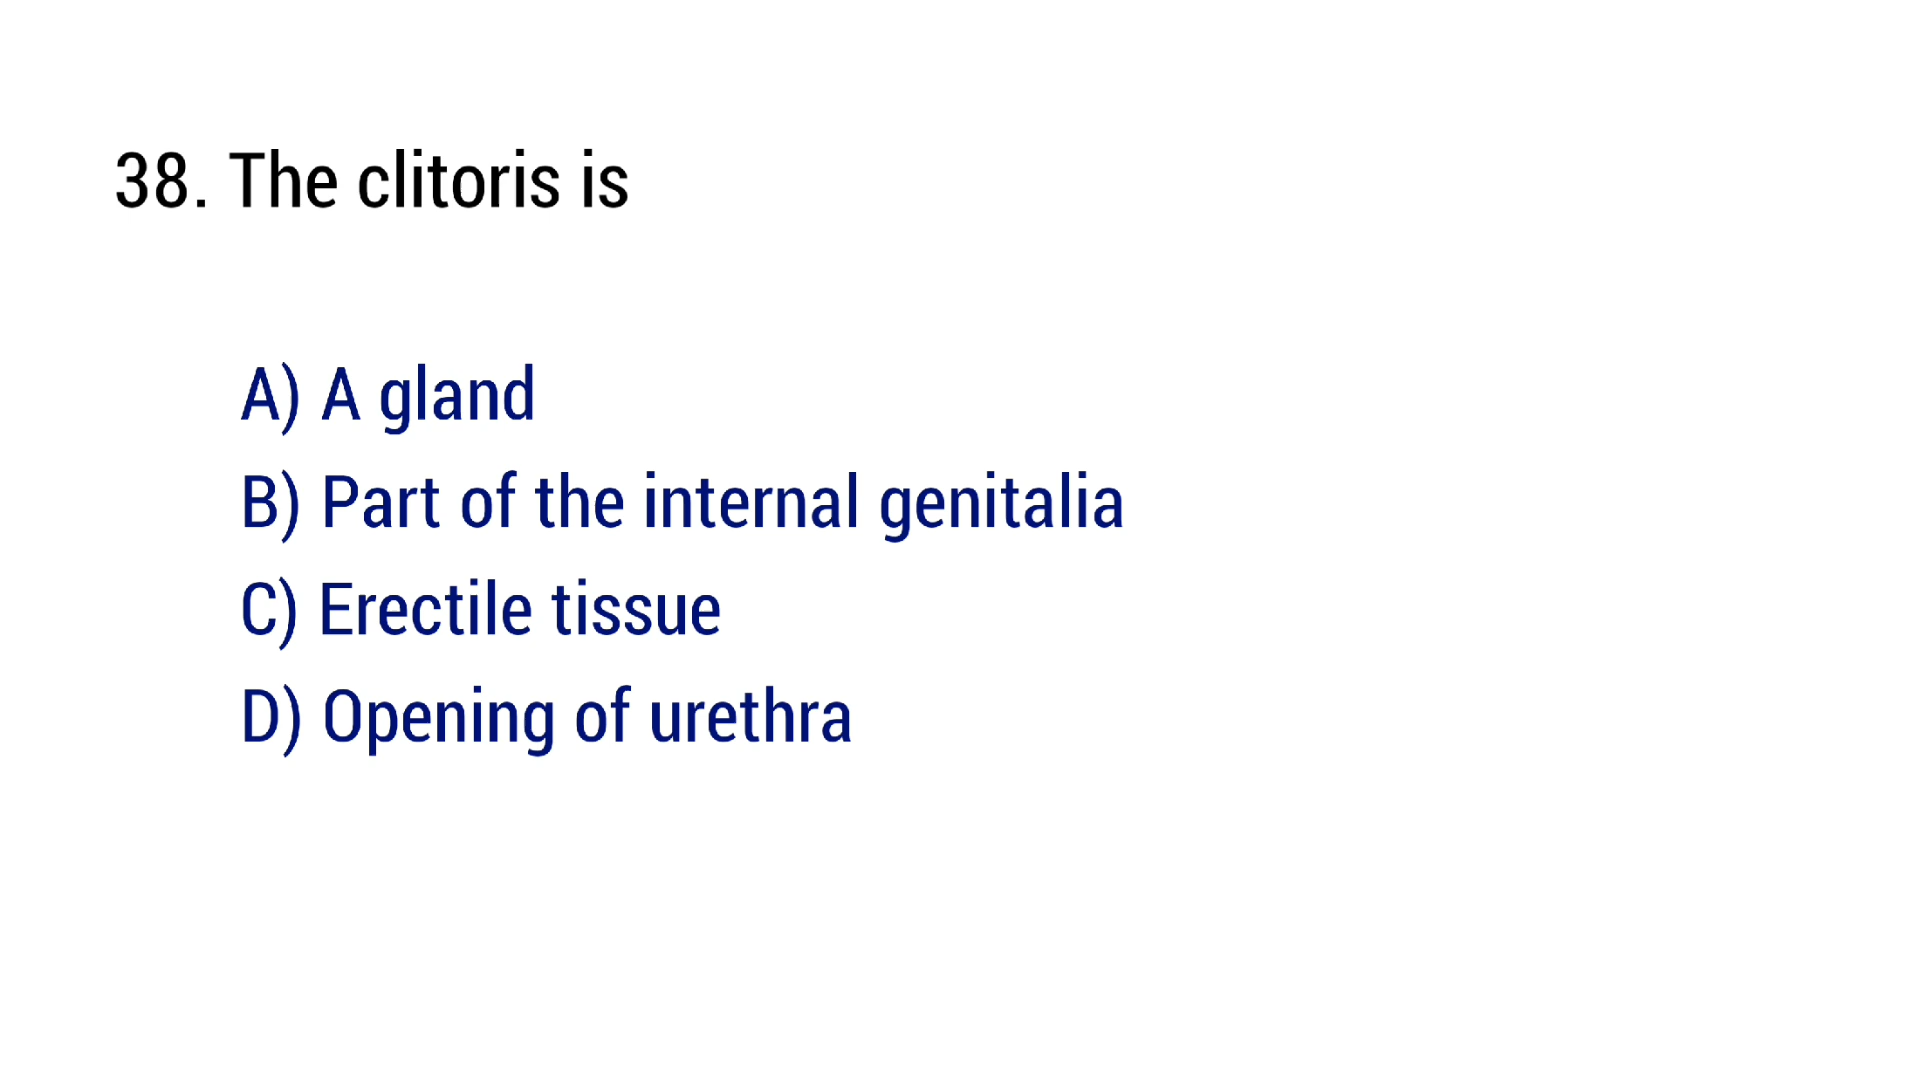 38. The clitoris is
A) A gland
B) Part of the internal genitalia
C) Erectile tissue
D) Opening of urethra